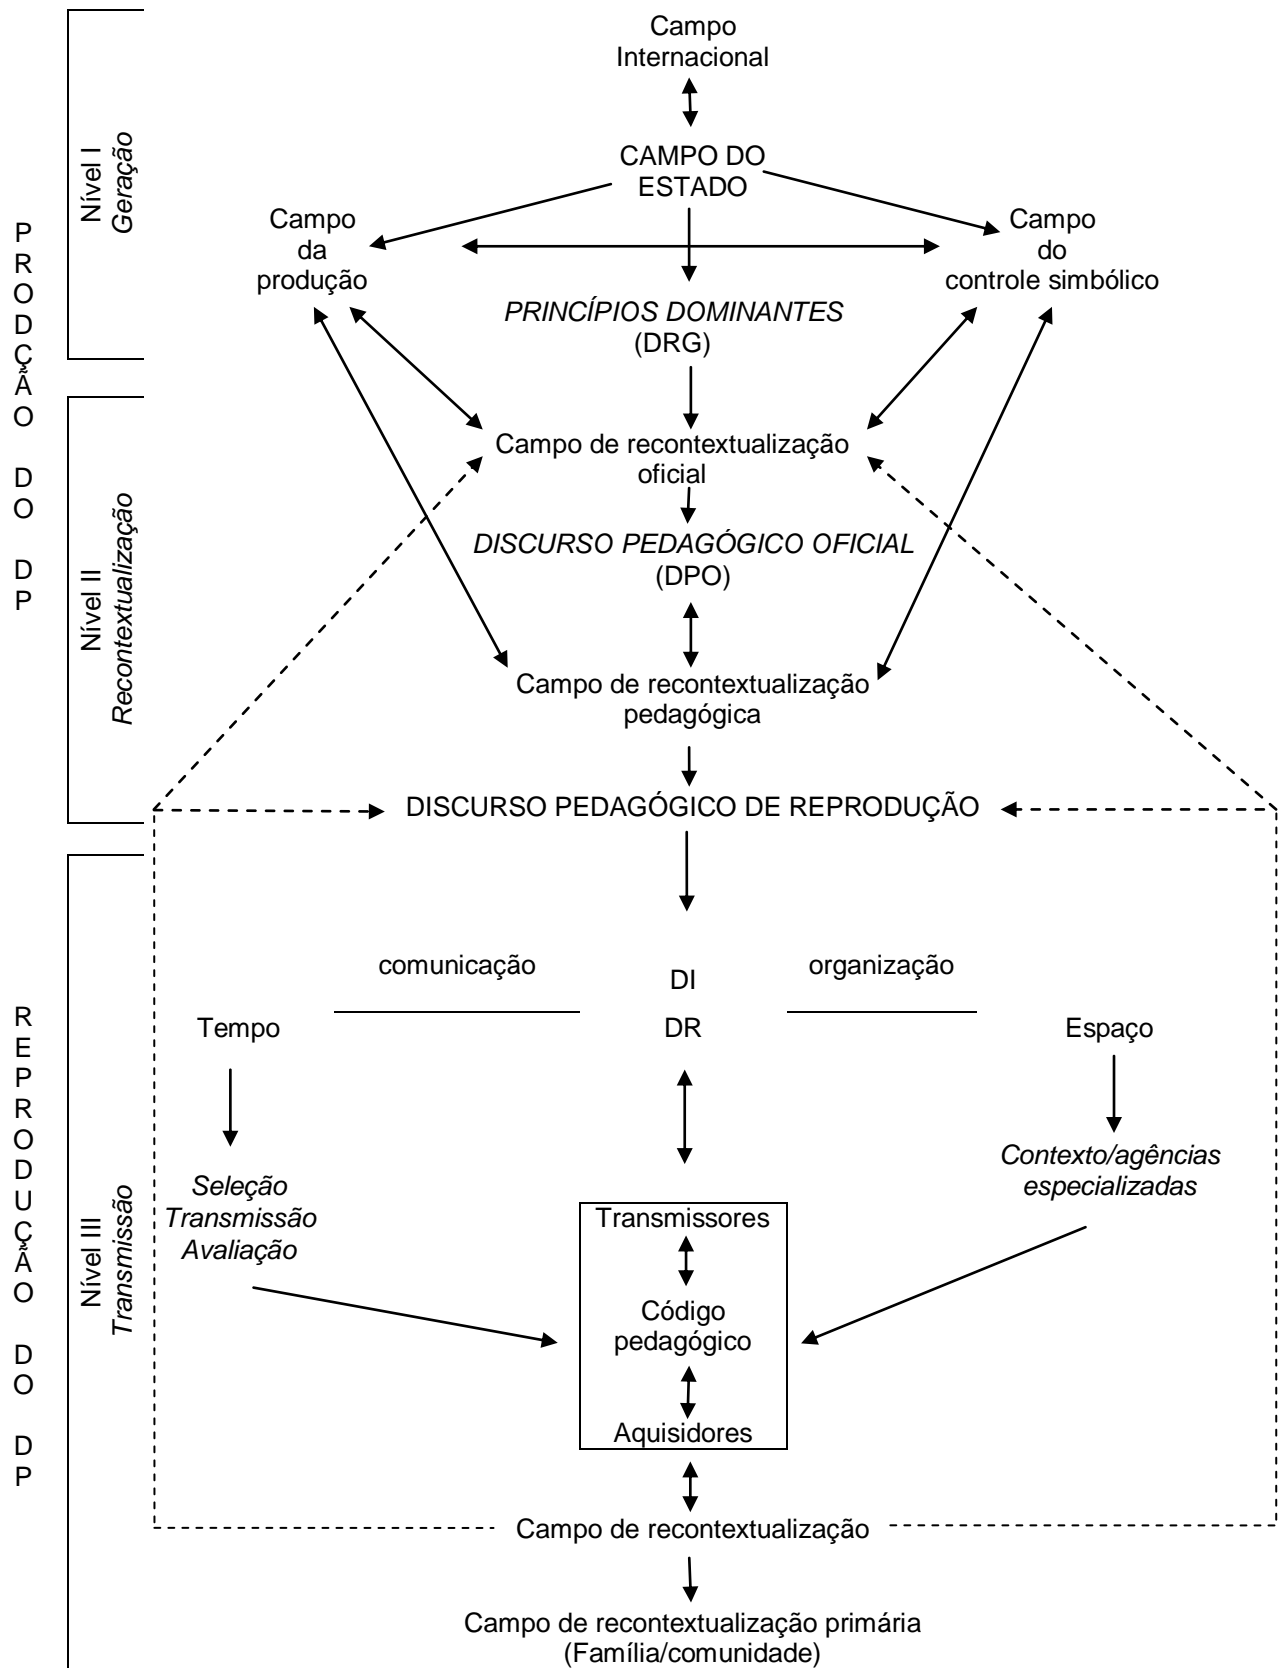 Campo
Internacional
CAMPO DO
ESTADO
Campo
da
produção
Campo
do
controle simbólico
PRINCÍPIOS DOMINANTES
(DRG)
Nível I
Geração
PRODÇÃO DO DP
Campo de recontextualização
oficial
DISCURSO PEDAGÓGICO OFICIAL
(DPO)
Nível II
Recontextualização
Campo de recontextualização
pedagógica
DISCURSO PEDAGÓGICO DE REPRODUÇÃO
comunicação
DI
organização
Tempo
DR
Espaço
Seleção
Transmissão
Avaliação
Contexto/agências
especializadas
Transmissores
Código
pedagógico
Aquisidores
Nível III
Transmissão
REPRODUÇÃO DO DP
Campo de recontextualização
Campo de recontextualização primária
(Família/comunidade)